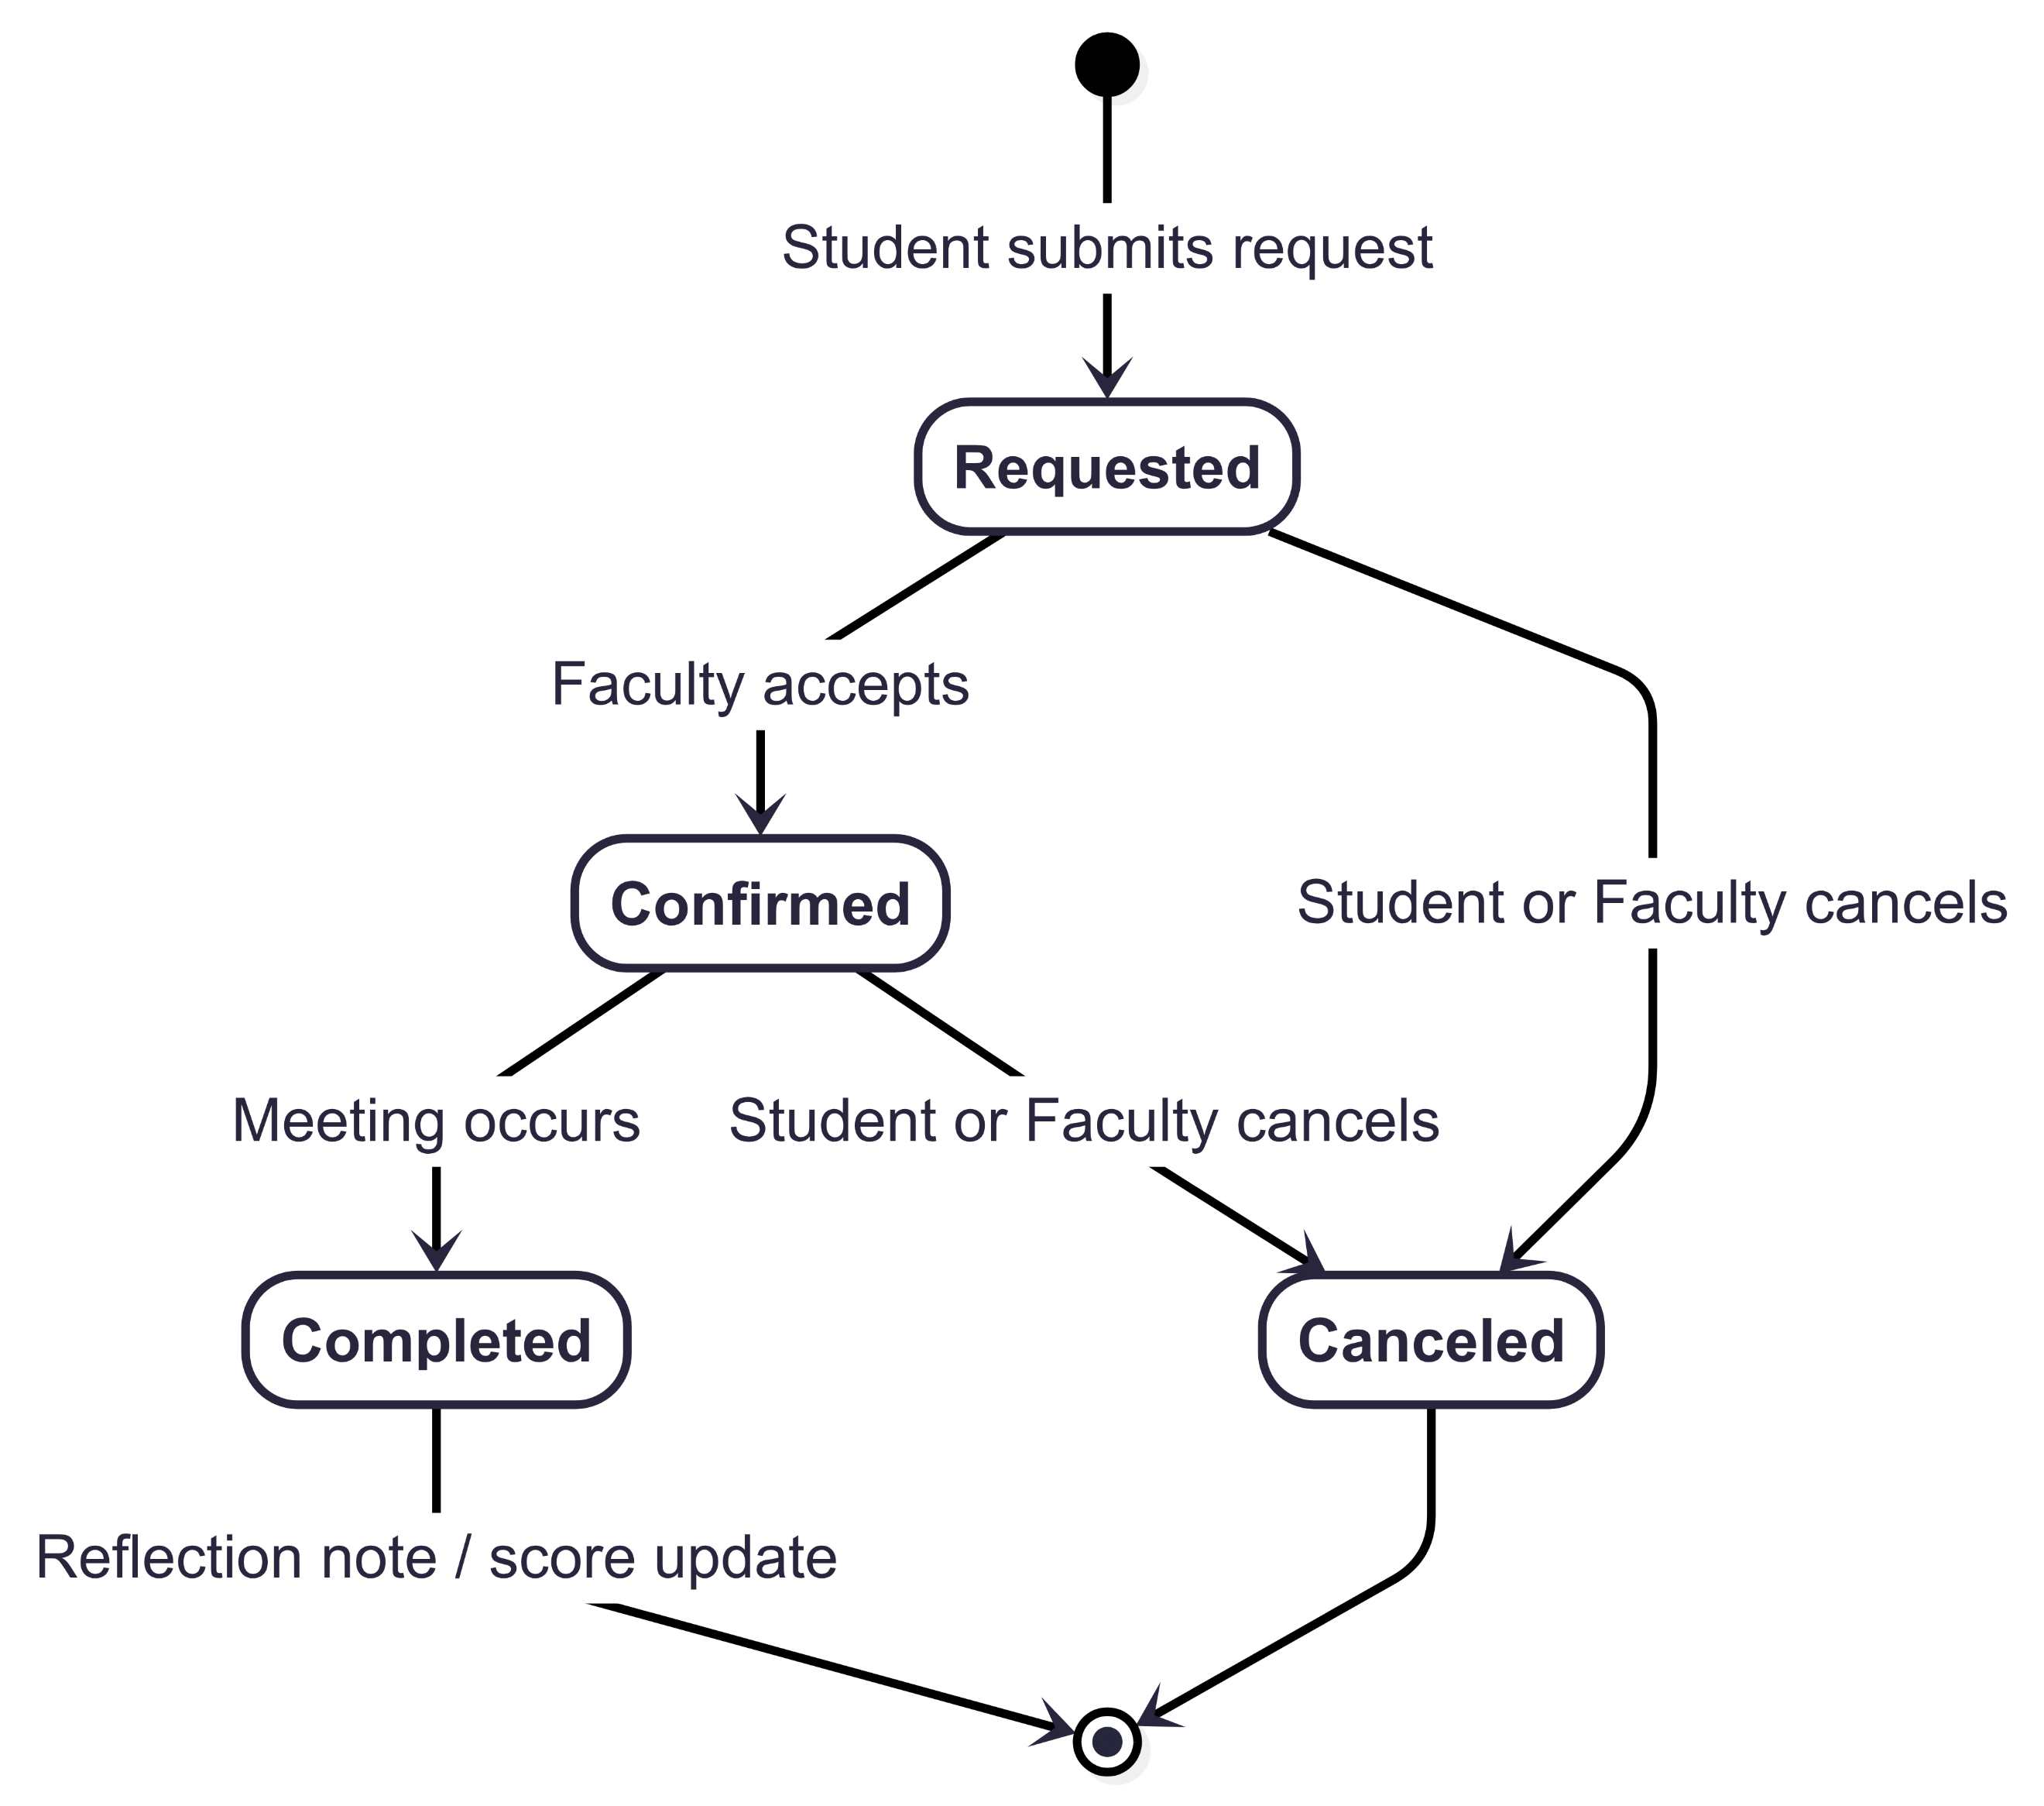 Student submits request
Requested
Faculty accepts
Confirmed
Student or Faculty cancels
Meeting occurs
Student or Faculty cancels
Completed
Canceled
Reflection note / score update